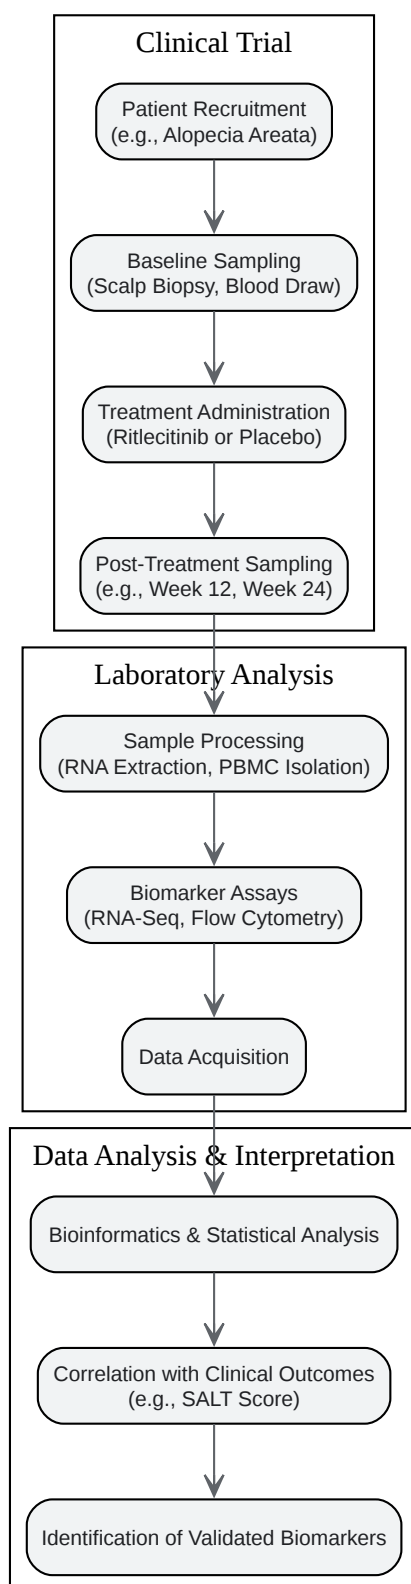 Clinical Trial
Patient Recruitment
(e.g., Alopecia Areata)
Baseline Sampling
(Scalp Biopsy, Blood Draw)
Treatment Administration
(Ritlecitinib or Placebo)
Post-Treatment Sampling
(e.g., Week 12, Week 24)
Laboratory Analysis
Sample Processing
(RNA Extraction, PBMC Isolation)
Biomarker Assays
(RNA-Seq, Flow Cytometry)
Data Acquisition
Data Analysis & Interpretation
Bioinformatics & Statistical Analysis
Correlation with Clinical Outcomes
(e.g., SALT Score)
Identification of Validated Biomarkers